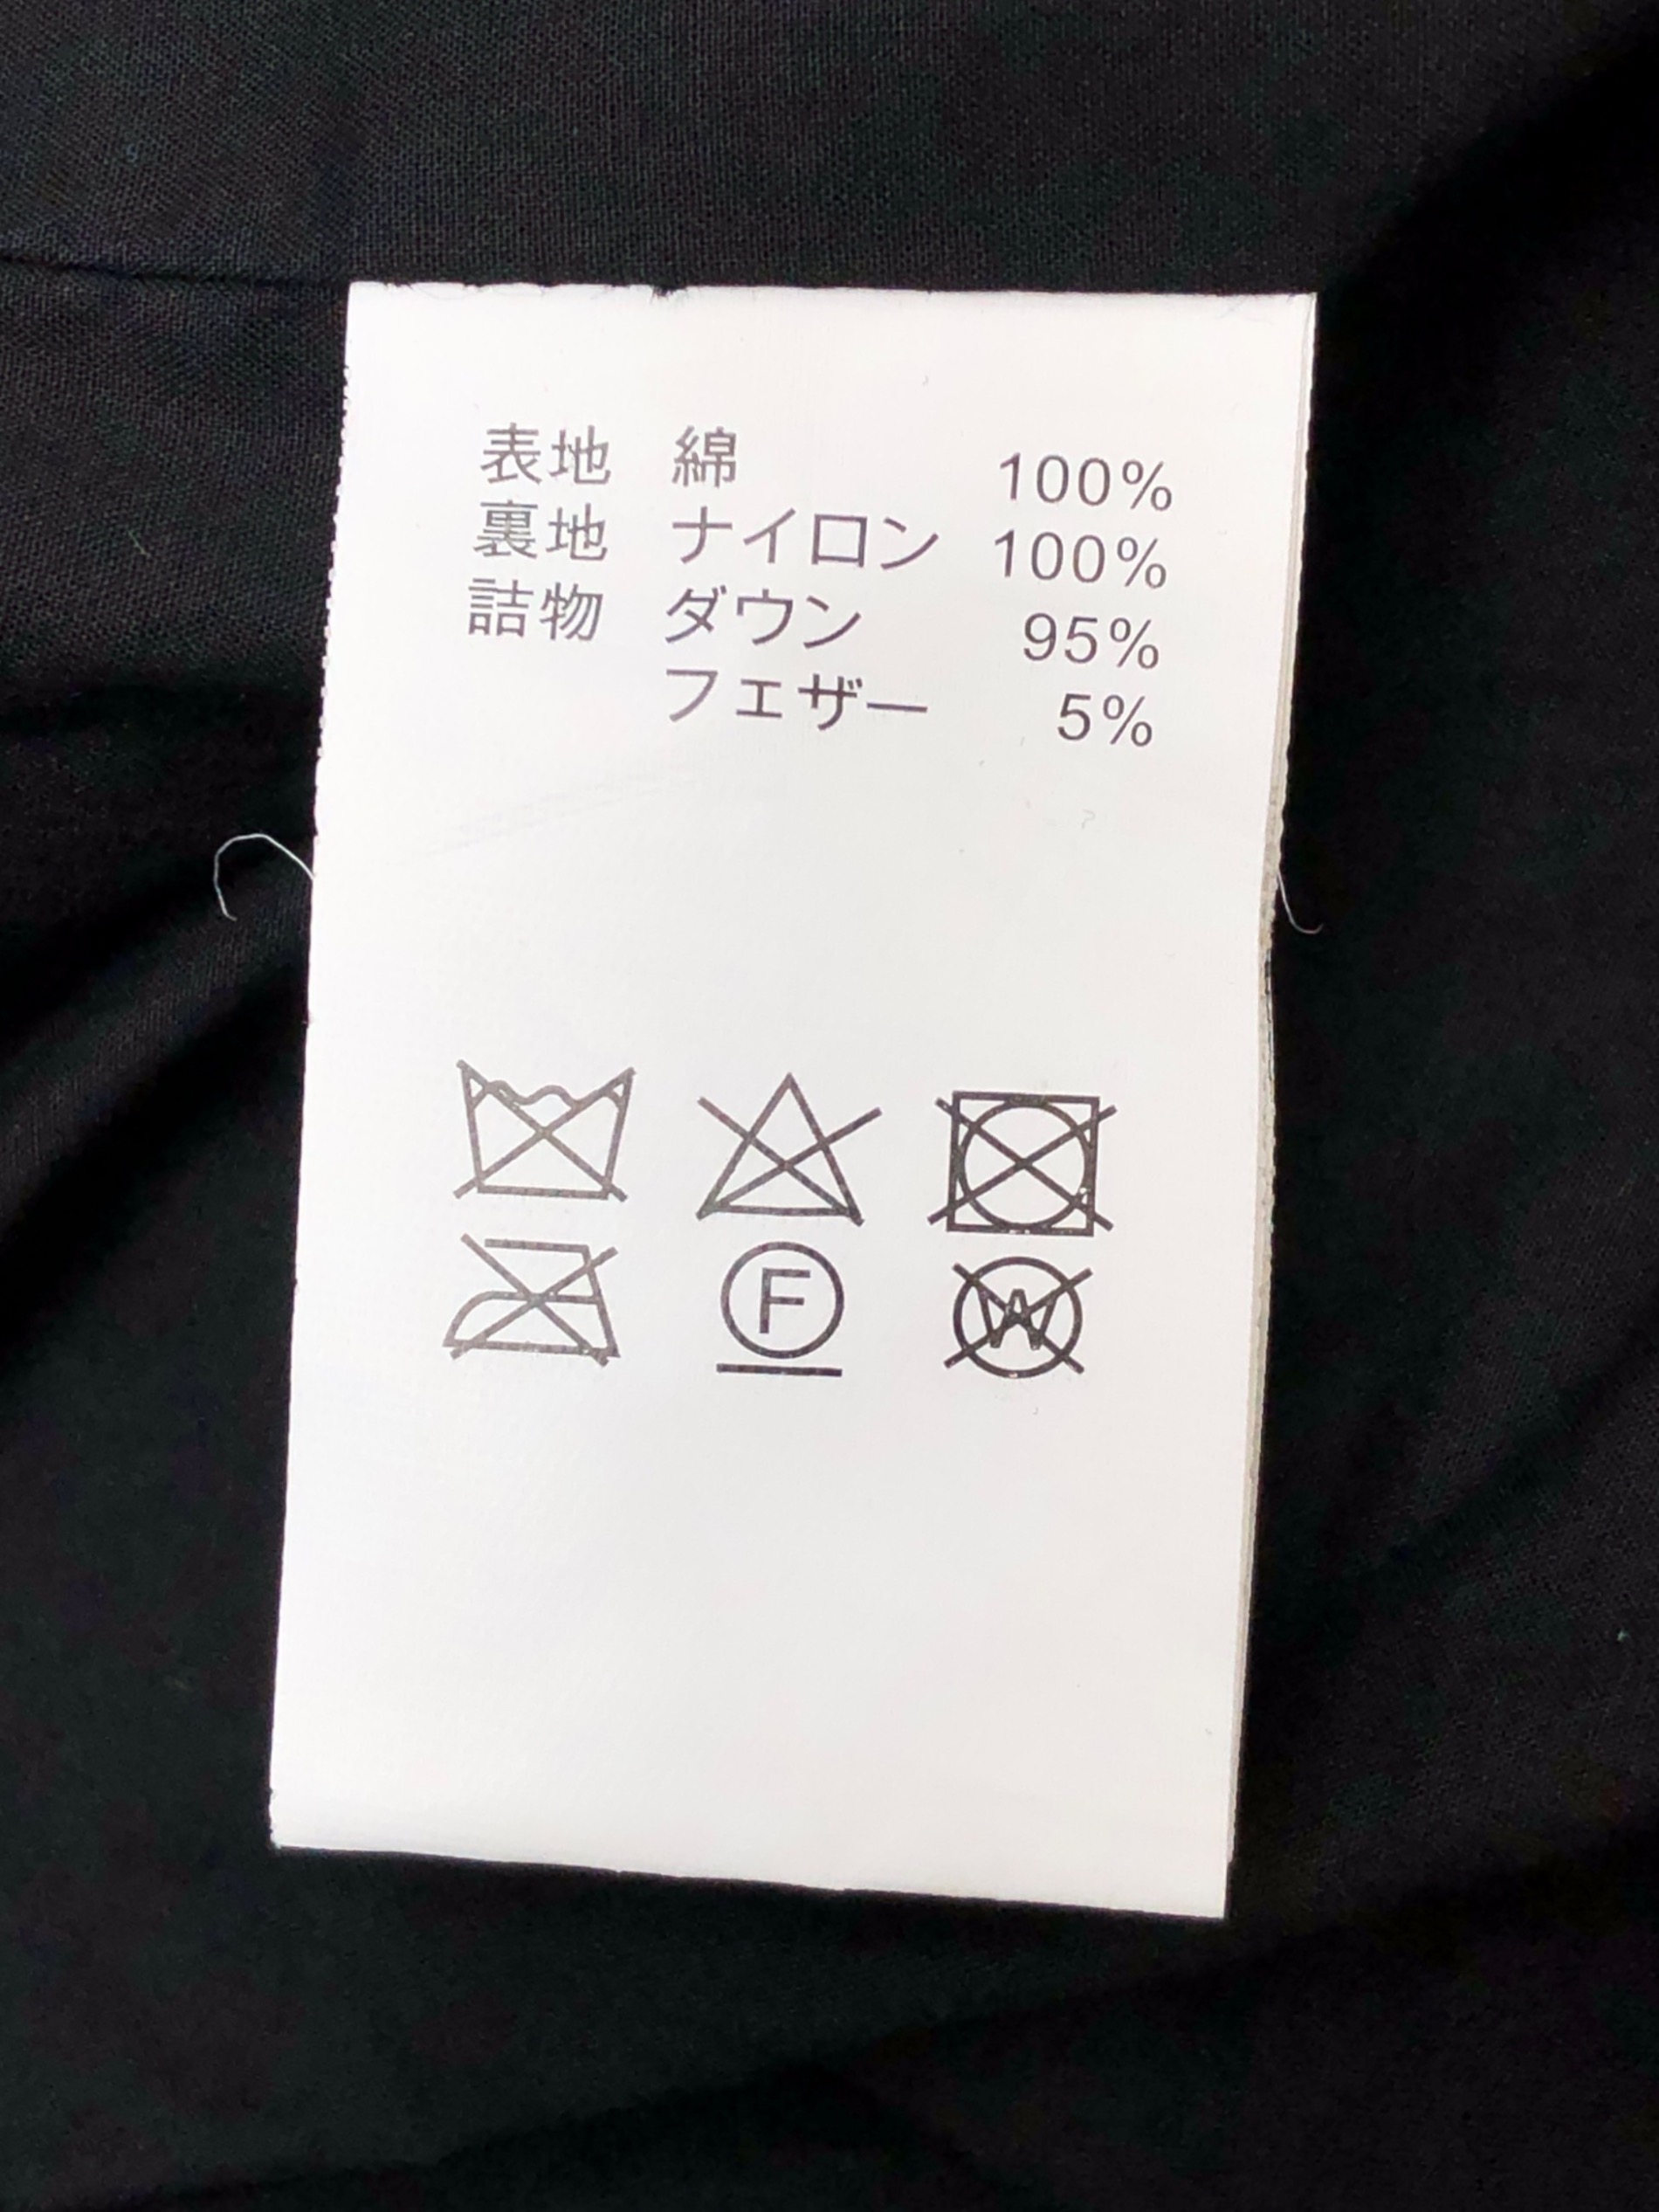 表地 綿 100%
裏地 ナイロン 100%
詰物 ダウン 95%
フェザー 5%
F W